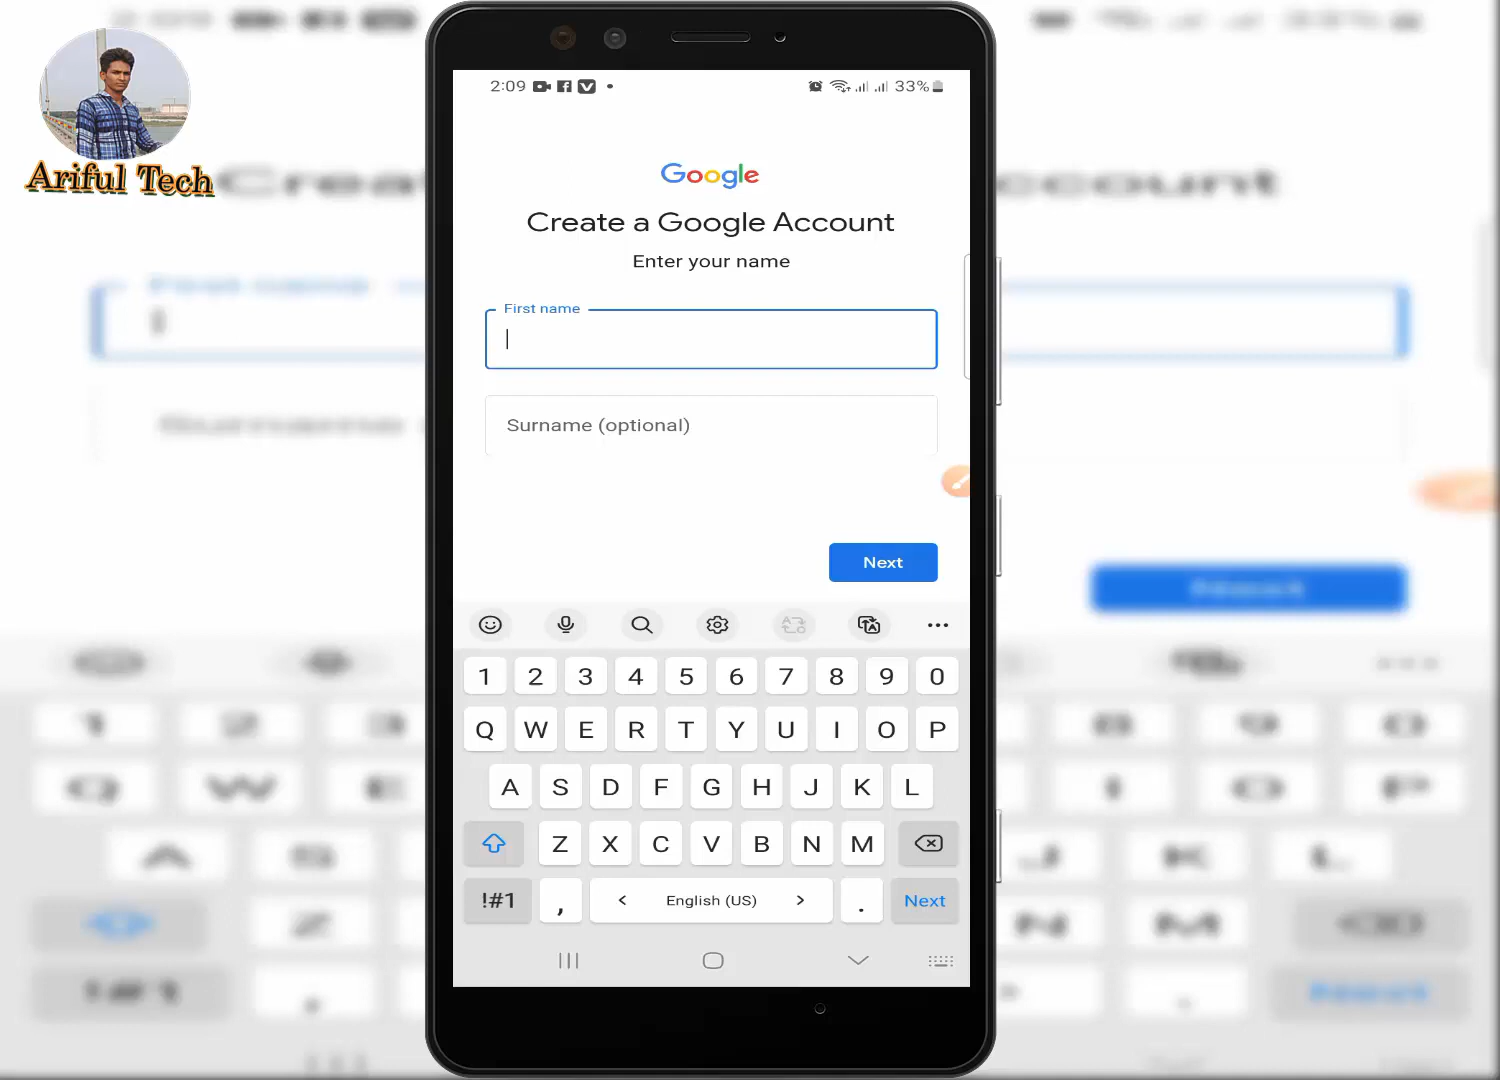 2:09
33%
Ariful Tech
Google
Create a Google Account
Enter your name
First name
Surname (optional)
Next
1 2 3 4 5 6 7 8 9 0
Q W E R T Y U I O P
A S D F G H J K L
Z X C V B N M
!#1 , < English (US) > . Next